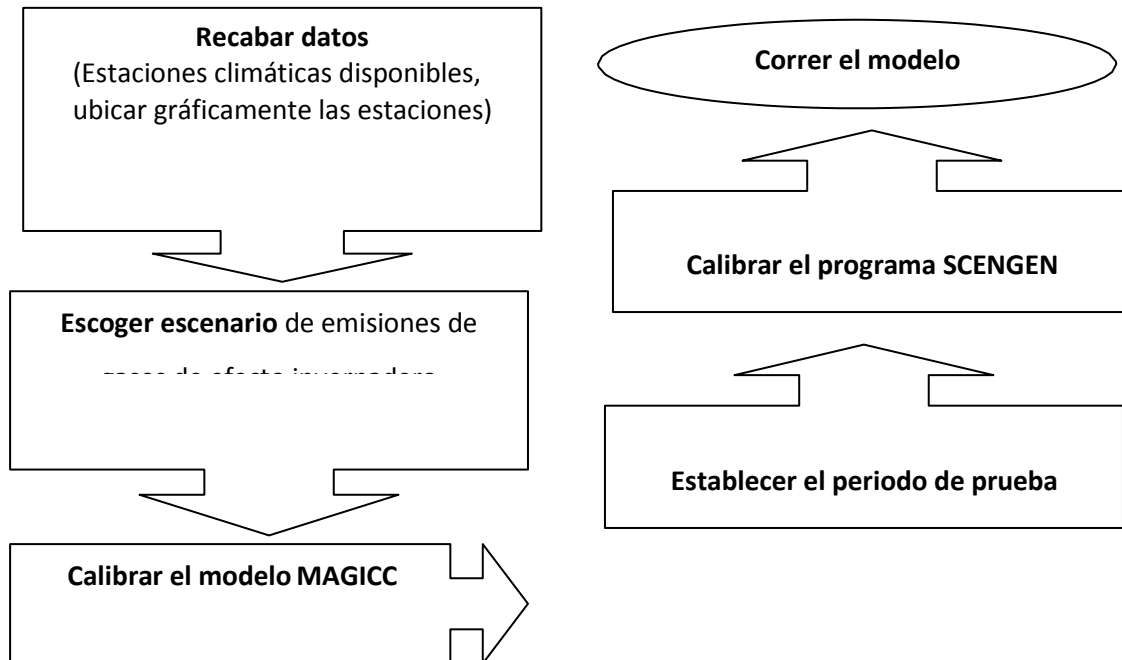 Recabar datos
(Estaciones climáticas disponibles,
ubicar gráficamente las estaciones)
Escoger escenario de emisiones de
Calibrar el modelo MAGICC
Correr el modelo
Calibrar el programa SCENGEN
Establecer el periodo de prueba